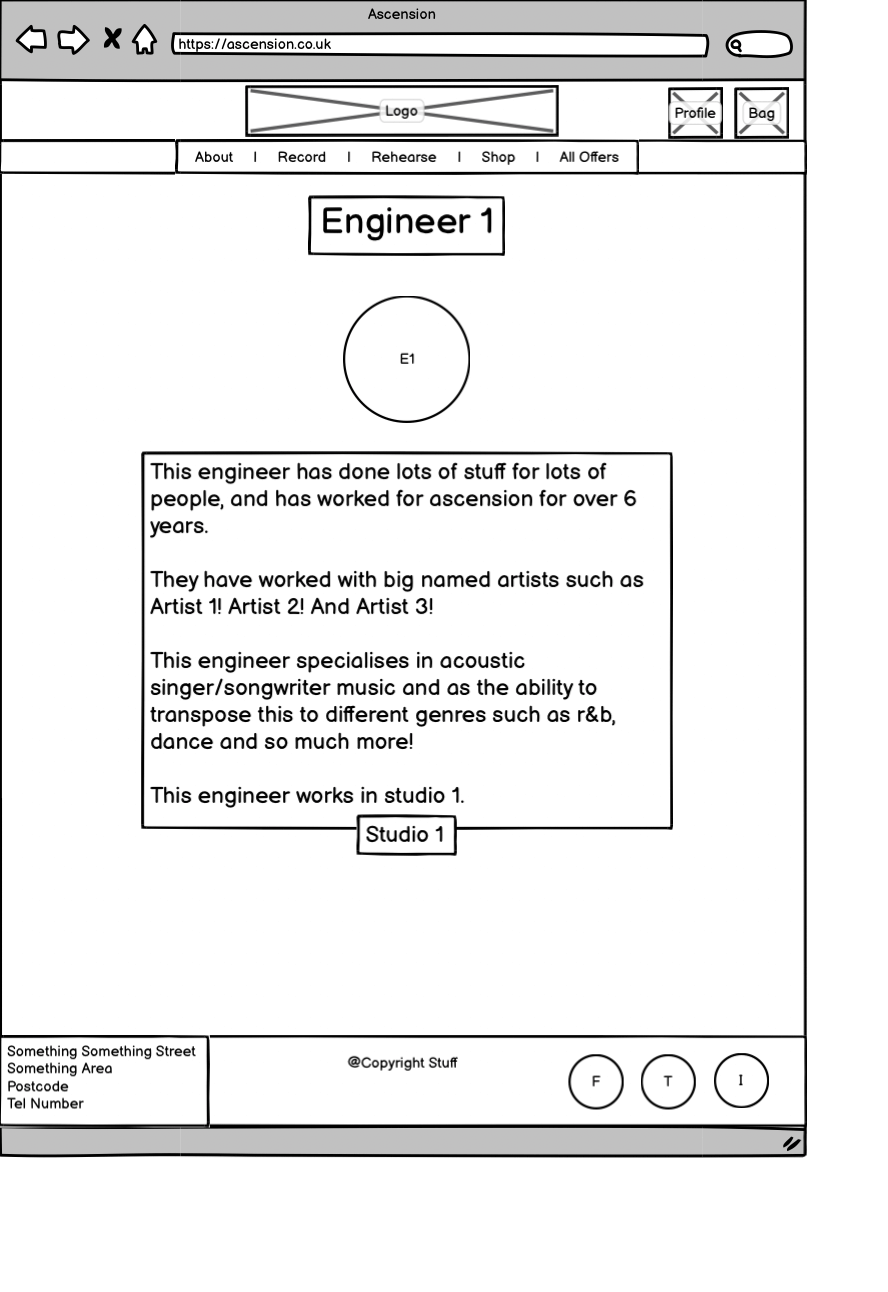 Ascension
https://ascension.co.uk
Logo
Profile
Bag
About | Record | Rehearse | Shop | All Offers
Engineer 1
E1
This engineer has done lots of stuff for lots of
people, and has worked for ascension for over 6
years.
They have worked with big named artists such as
Artist 1! Artist 2! And Artist 3!
This engineer specialises in acoustic
singer/songwriter music and as the ability to
transpose this to different genres such as r&b,
dance and so much more!
This engineer works in studio 1.
Studio 1
Something Something Street
Something Area
Postcode
Tel Number
@Copyright Stuff
F
T
I